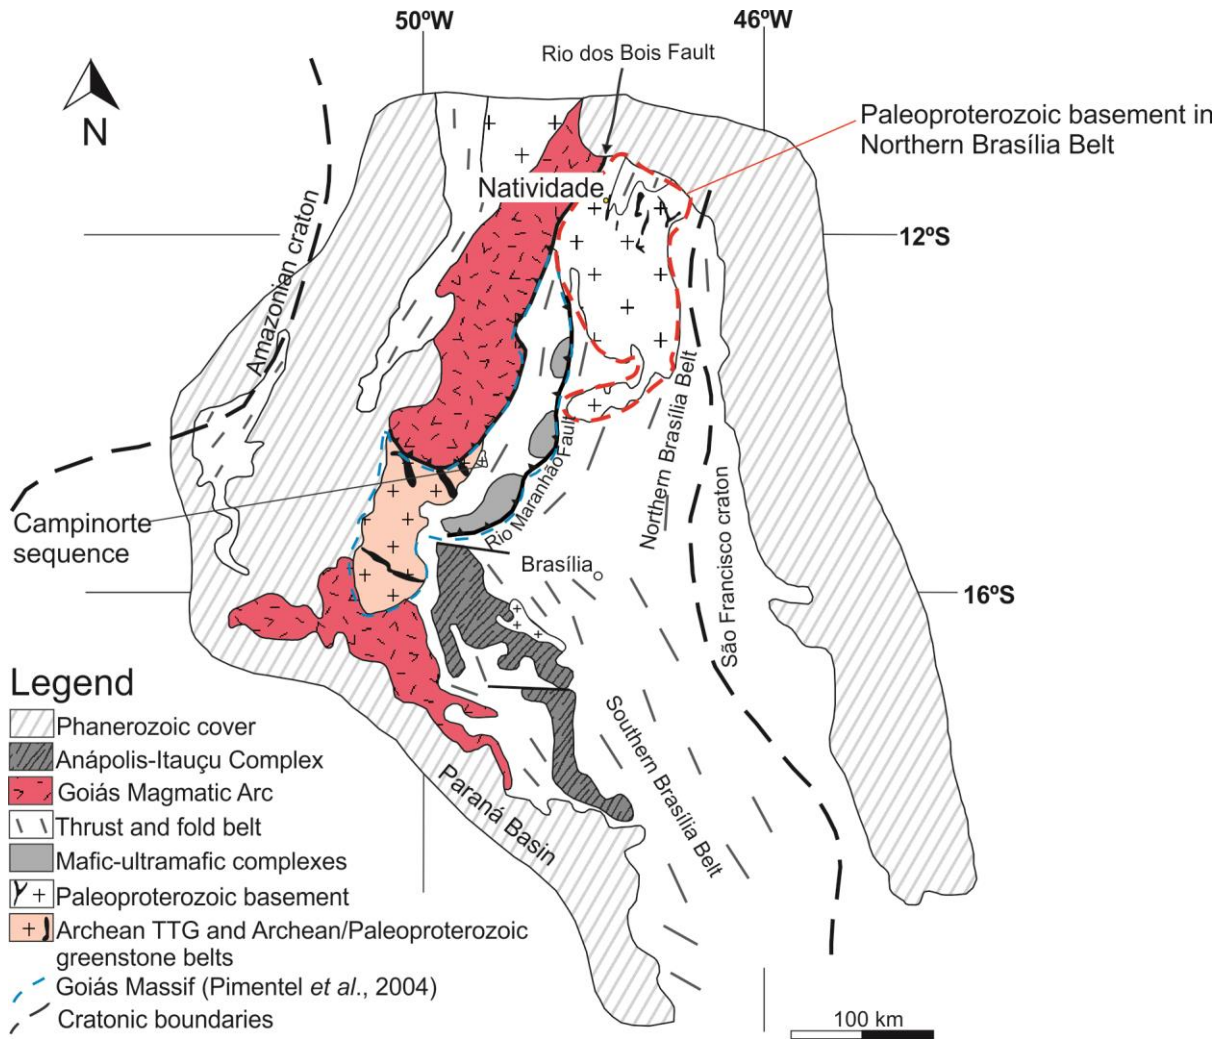 50ºW
46ºW
Rio dos Bois Fault
N
Paleoproterozoic basement in
Northern Brasília Belt
Natividade
12ºS
Amazonian craton
Northern Brasília Belt
São Francisco craton
Rio Maranhão Fault
Campinorte
sequence
Brasília
16ºS
Southern Brasília Belt
Paraná Basin
Legend
Phanerozoic cover
Anápolis-Itauçu Complex
Goiás Magmatic Arc
Thrust and fold belt
Mafic-ultramafic complexes
Paleoproterozoic basement
Archean TTG and Archean/Paleoproterozoic
greenstone belts
Goiás Massif (Pimentel et al., 2004)
Cratonic boundaries
100 km